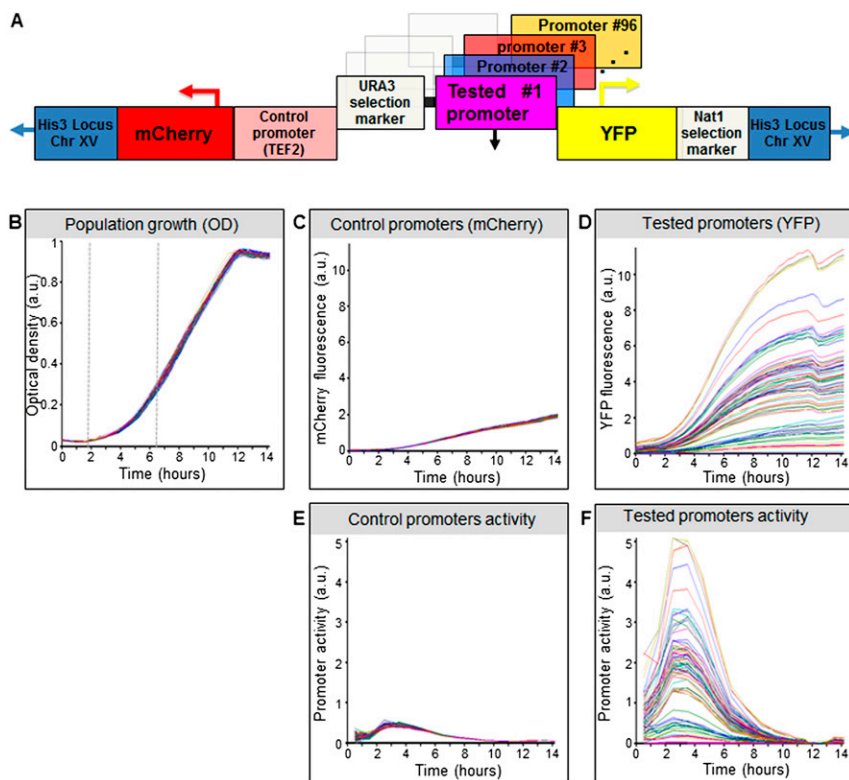 A
Promoter #96
promoter #3
Promoter #2
URA3
selection
marker
Tested #1
promoter
His3 Locus
Chr XV
mCherry
Control
promoter
(TEF2)
YFP
Nat1
selection
marker
His3 Locus
Chr XV
B
Population growth (OD)
Optical density (a.u.)
1
0.8
0.6
0.4
0.2
0
0 2 4 6 8 10 12 14
Time (hours)
C
Control promoters (mCherry)
mCherry fluorescence (a.u.)
10
8
6
4
2
0
0 2 4 6 8 10 12 14
Time (hours)
D
Tested promoters (YFP)
YFP fluorescence (a.u.)
10
8
6
4
2
0
0 2 4 6 8 10 12 14
Time (hours)
E
Control promoters activity
Promoter activity (a.u.)
5
4
3
2
1
0
0 2 4 6 8 10 12 14
Time (hours)
F
Tested promoters activity
Promoter activity (a.u.)
5
4
3
2
1
0
0 2 4 6 8 10 12 14
Time (hours)